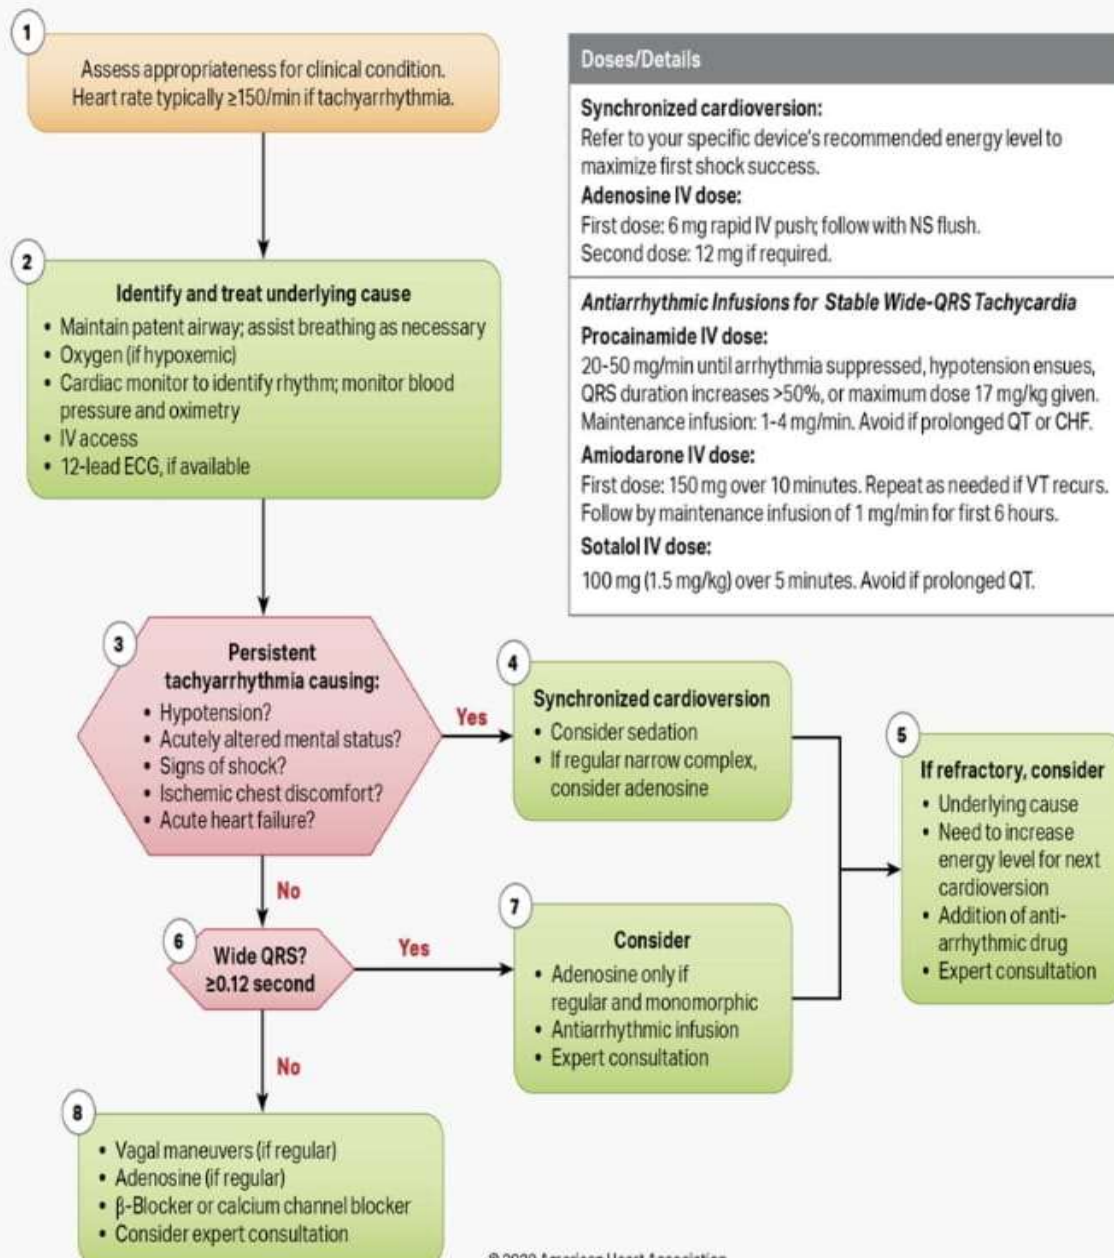 1
Assess appropriateness for clinical condition.
Heart rate typically ≥150/min if tachyarrhythmia.
2
Identify and treat underlying cause
• Maintain patent airway; assist breathing as necessary
• Oxygen (if hypoxemic)
• Cardiac monitor to identify rhythm; monitor blood
pressure and oximetry
• IV access
• 12-lead ECG, if available
Doses/Details
Synchronized cardioversion:
Refer to your specific device's recommended energy level to
maximize first shock success.
Adenosine IV dose:
First dose: 6 mg rapid IV push; follow with NS flush.
Second dose: 12 mg if required.
Antiarrhythmic Infusions for Stable Wide-QRS Tachycardia
Procainamide IV dose:
20-50 mg/min until arrhythmia suppressed, hypotension ensues,
QRS duration increases >50%, or maximum dose 17 mg/kg given.
Maintenance infusion: 1-4 mg/min. Avoid if prolonged QT or CHF.
Amiodarone IV dose:
First dose: 150 mg over 10 minutes. Repeat as needed if VT recurs.
Follow by maintenance infusion of 1 mg/min for first 6 hours.
Sotalol IV dose:
100 mg (1.5 mg/kg) over 5 minutes. Avoid if prolonged QT.
3
Persistent
tachyarrhythmia causing:
• Hypotension?
• Acutely altered mental status?
• Signs of shock?
• Ischemic chest discomfort?
• Acute heart failure?
Yes
4
Synchronized cardioversion
• Consider sedation
• If regular narrow complex,
consider adenosine
5
If refractory, consider
• Underlying cause
• Need to increase
energy level for next
cardioversion
• Addition of anti-
arrhythmic drug
• Expert consultation
No
6
Wide QRS?
≥0.12 second
Yes
7
Consider
• Adenosine only if
regular and monomorphic
• Antiarrhythmic infusion
• Expert consultation
No
8
• Vagal maneuvers (if regular)
• Adenosine (if regular)
• β-Blocker or calcium channel blocker
• Consider expert consultation
© 2020 American Heart Association